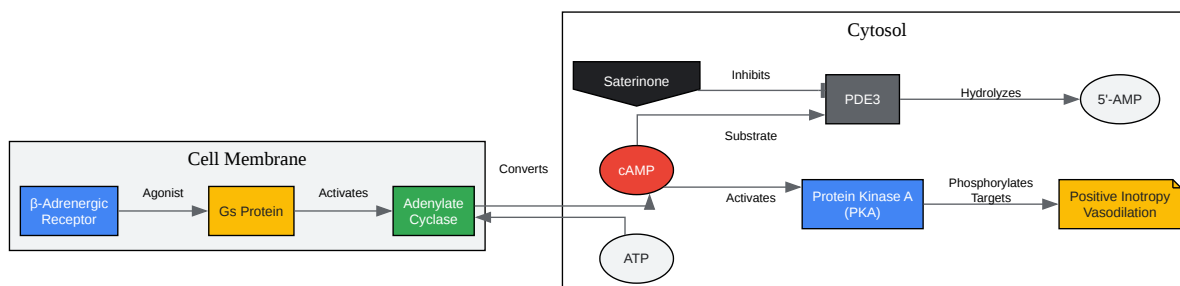 Cytosol
Saterinone
Inhibits
PDE3
Hydrolyzes
5'-AMP
Substrate
Cell Membrane
Converts
cAMP
β-Adrenergic
Receptor
Agonist
Gs Protein
Activates
Adenylate
Cyclase
Activates
Protein Kinase A
(PKA)
Phosphorylates
Targets
Positive Inotropy
Vasodilation
ATP